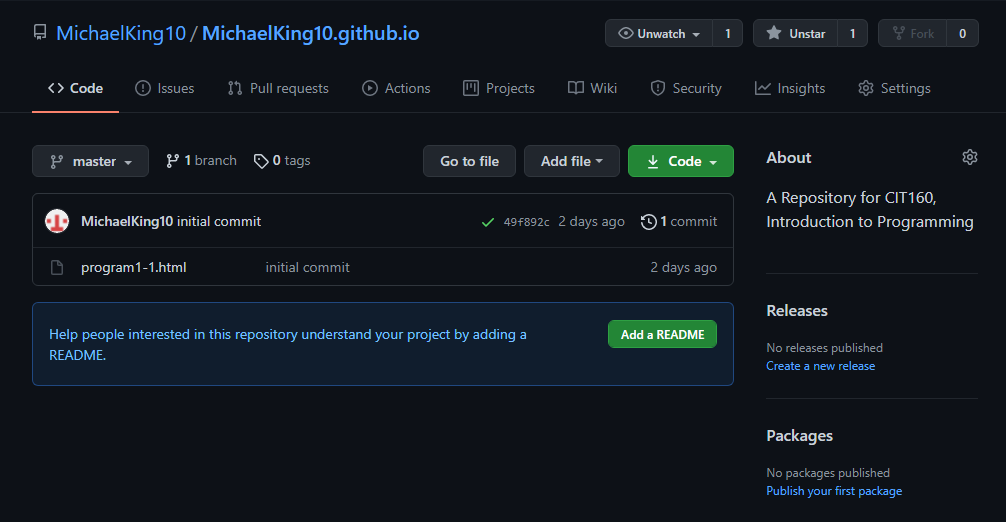 MichaelKing10 / MichaelKing10.github.io
Unwatch 1
Unstar 1
Fork 0
Code
Issues
Pull requests
Actions
Projects
Wiki
Security
Insights
Settings
master
1 branch
0 tags
Go to file
Add file
Code
MichaelKing10 initial commit
49f892c 2 days ago
1 commit
program1-1.html
initial commit
2 days ago
Help people interested in this repository understand your project by adding a
README.
Add a README
About
A Repository for CIT160,
Introduction to Programming
Releases
No releases published
Create a new release
Packages
No packages published
Publish your first package